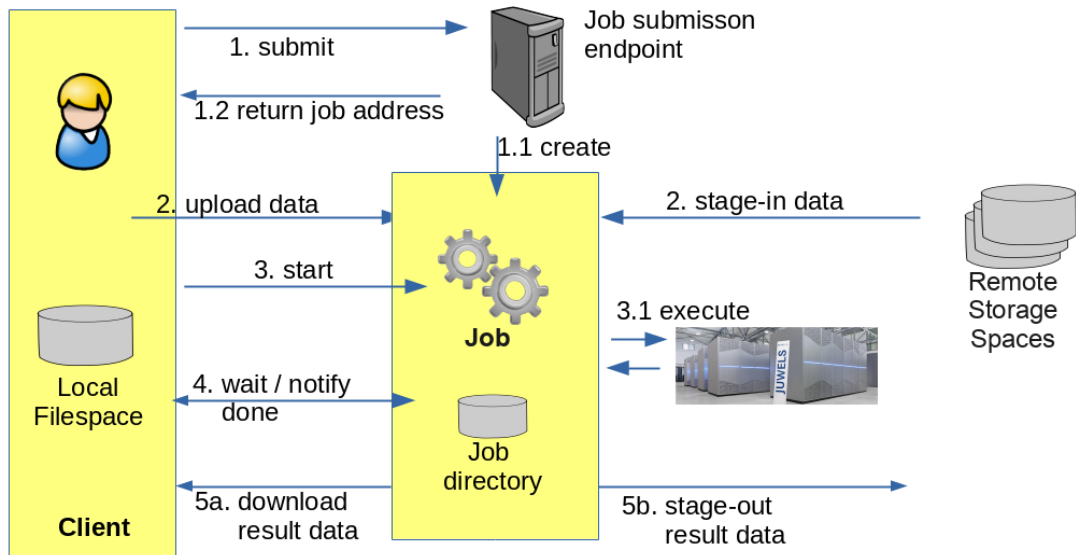 1. submit
Job submisson
endpoint
1.2 return job address
1.1 create
2. upload data
2. stage-in data
3. start
Remote
Storage
Spaces
3.1 execute
Job
JUWELS
Local
Filespace
4. wait / notify
done
Job
directory
5a. download
result data
5b. stage-out
result data
Client